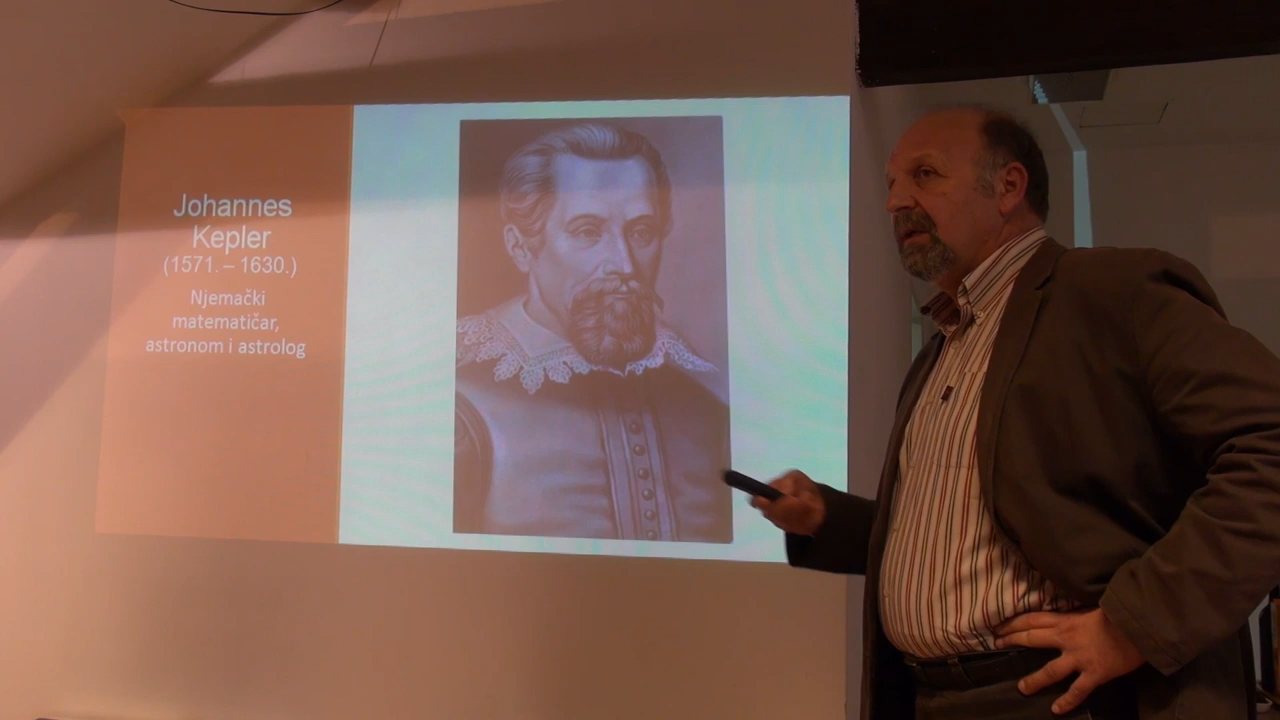 Johannes
Kepler
(1571. – 1630.)
Njemački
matematičar,
astronom i astrolog